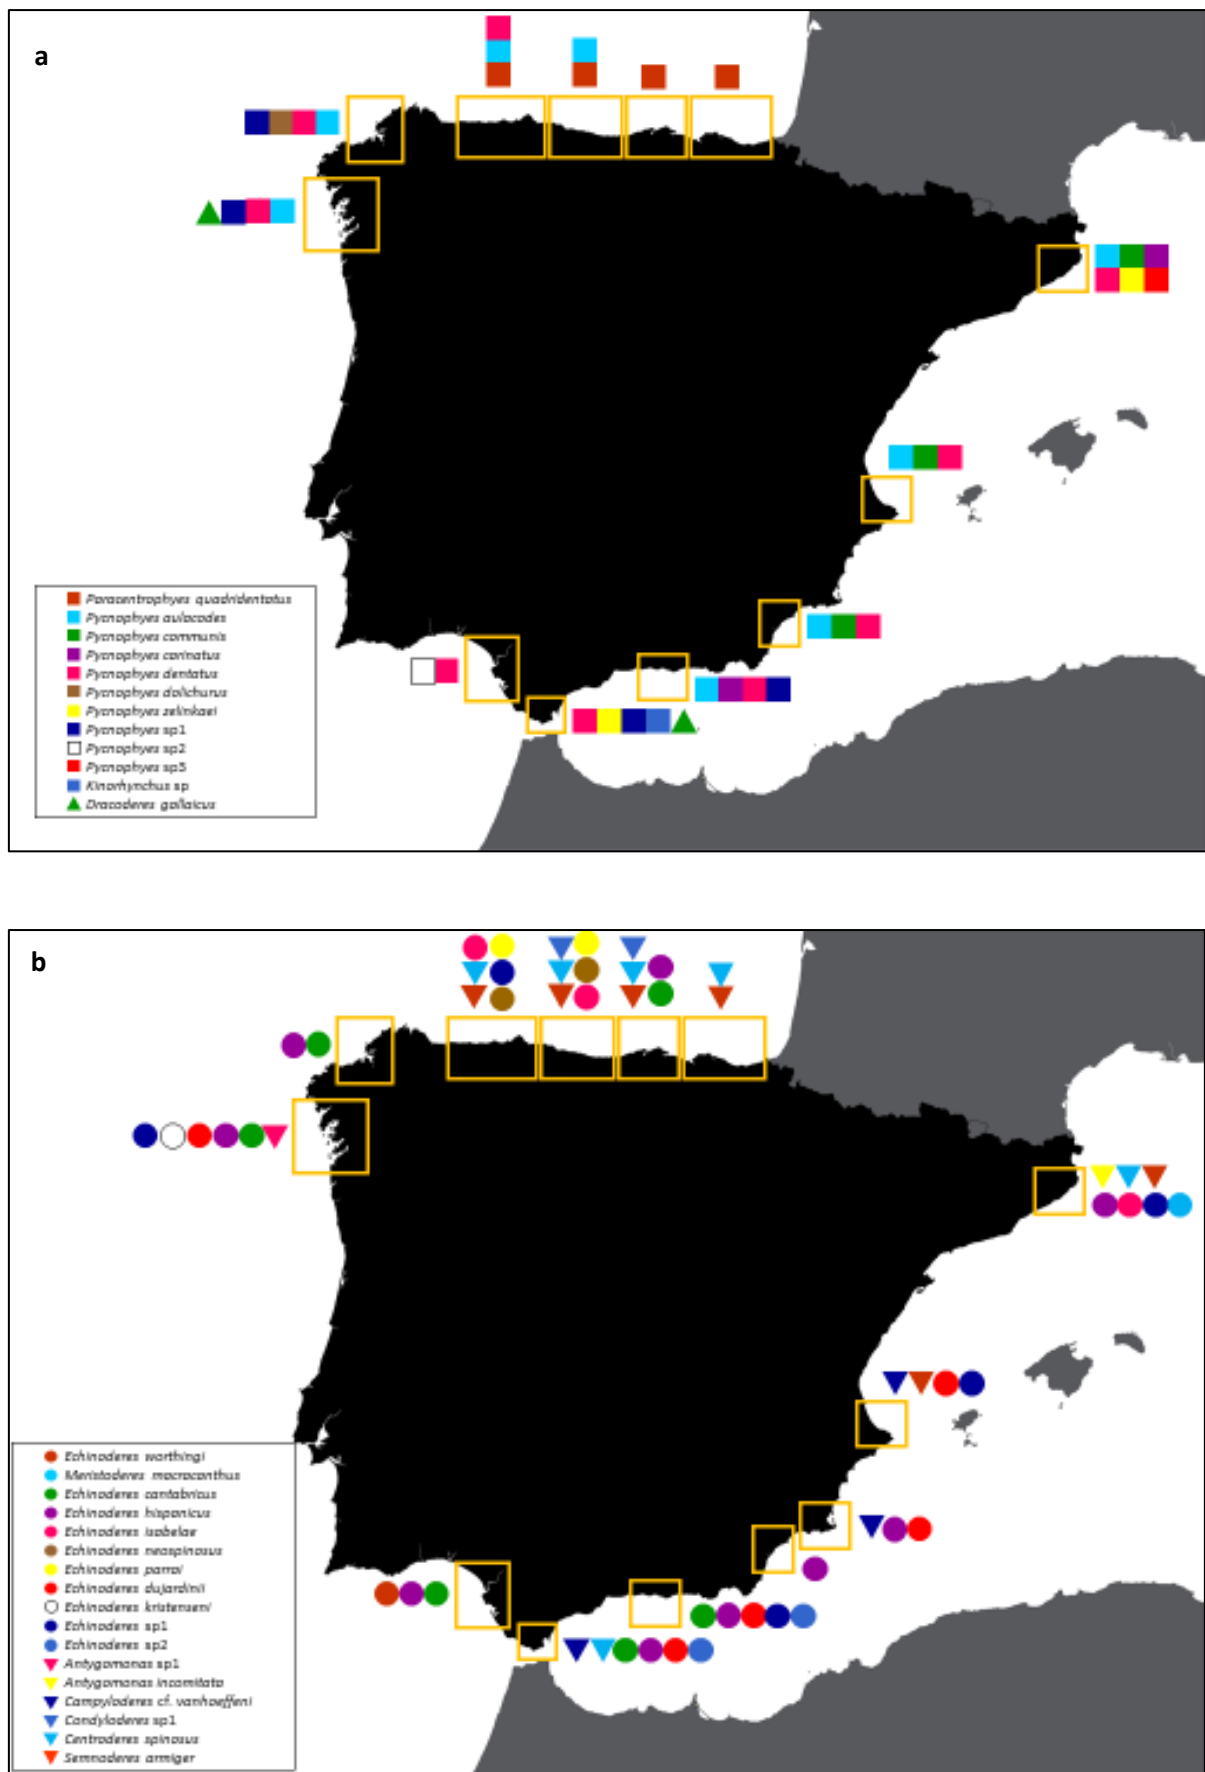 a
Paracentrophyes quadridentatus
Pycnophyes aulacodes
Pycnophyes communis
Pycnophyes carinatus
Pycnophyes dentatus
Pycnophyes dolichurus
Pycnophyes zelinkaei
Pycnophyes sp1
Pycnophyes sp2
Pycnophyes sp3
Kinorhynchus sp
Dracoderes gallaicus
b
Echinoderes worthingi
Meristoderes macracanthus
Echinoderes cantabricus
Echinoderes hispanicus
Echinoderes isabelae
Echinoderes neospinosus
Echinoderes parrai
Echinoderes dujardinii
Echinoderes kristenseni
Echinoderes sp1
Echinoderes sp2
Antygomonas sp1
Antygomonas incomitata
Campyloderes cf. vanhoeffeni
Condyloderes sp1
Centroderes spinosus
Semnoderes armiger